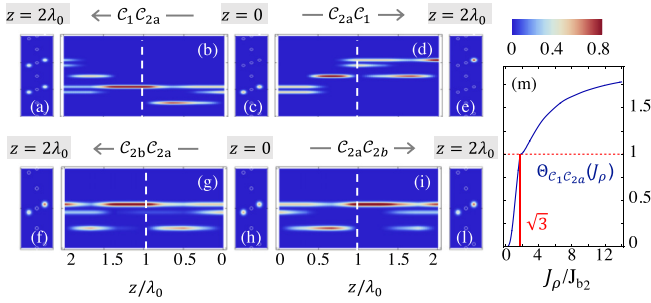 z = 2λ₀ ← 𝒞₁𝒞₂ₐ z = 0 𝒞₂ₐ𝒞₁ → z = 2λ₀
0 0.4 0.8
(a) (b) (c) (d) (e)
z = 2λ₀ ← 𝒞₂b𝒞₂ₐ z = 0 𝒞₂ₐ𝒞₂b → z = 2λ₀
(f) (g) (h) (i) (l)
2 1.5 1 0.5 0 0 0.5 1 1.5 2
z/λ₀ z/λ₀
(m)
1.5
1
Θ𝒞₁𝒞₂ₐ(Jρ)
0.5
√3
0
0 4 8 12
Jρ/Jb2